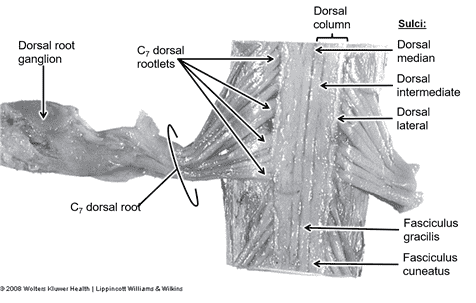 Dorsal
column
Sulci:
Dorsal root
ganglion
C7 dorsal
rootlets
Dorsal
median
Dorsal
intermediate
Dorsal
lateral
C7 dorsal root
Fasciculus
gracilis
Fasciculus
cuneatus
© 2008 Wolters Kluwer Health | Lippincott Williams & Wilkins